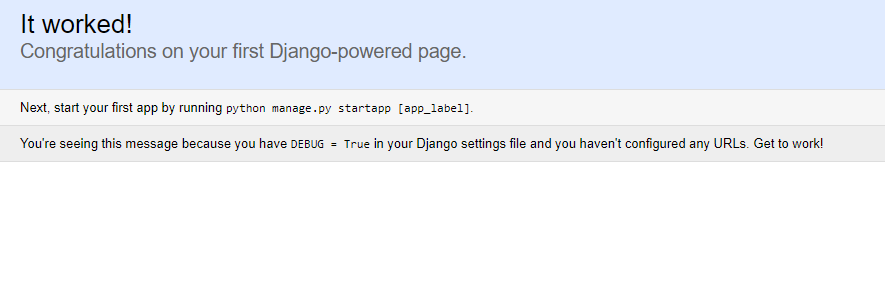 It worked!
Congratulations on your first Django-powered page.
Next, start your first app by running python manage.py startapp [app_label].
You're seeing this message because you have DEBUG = True in your Django settings file and you haven't configured any URLs. Get to work!